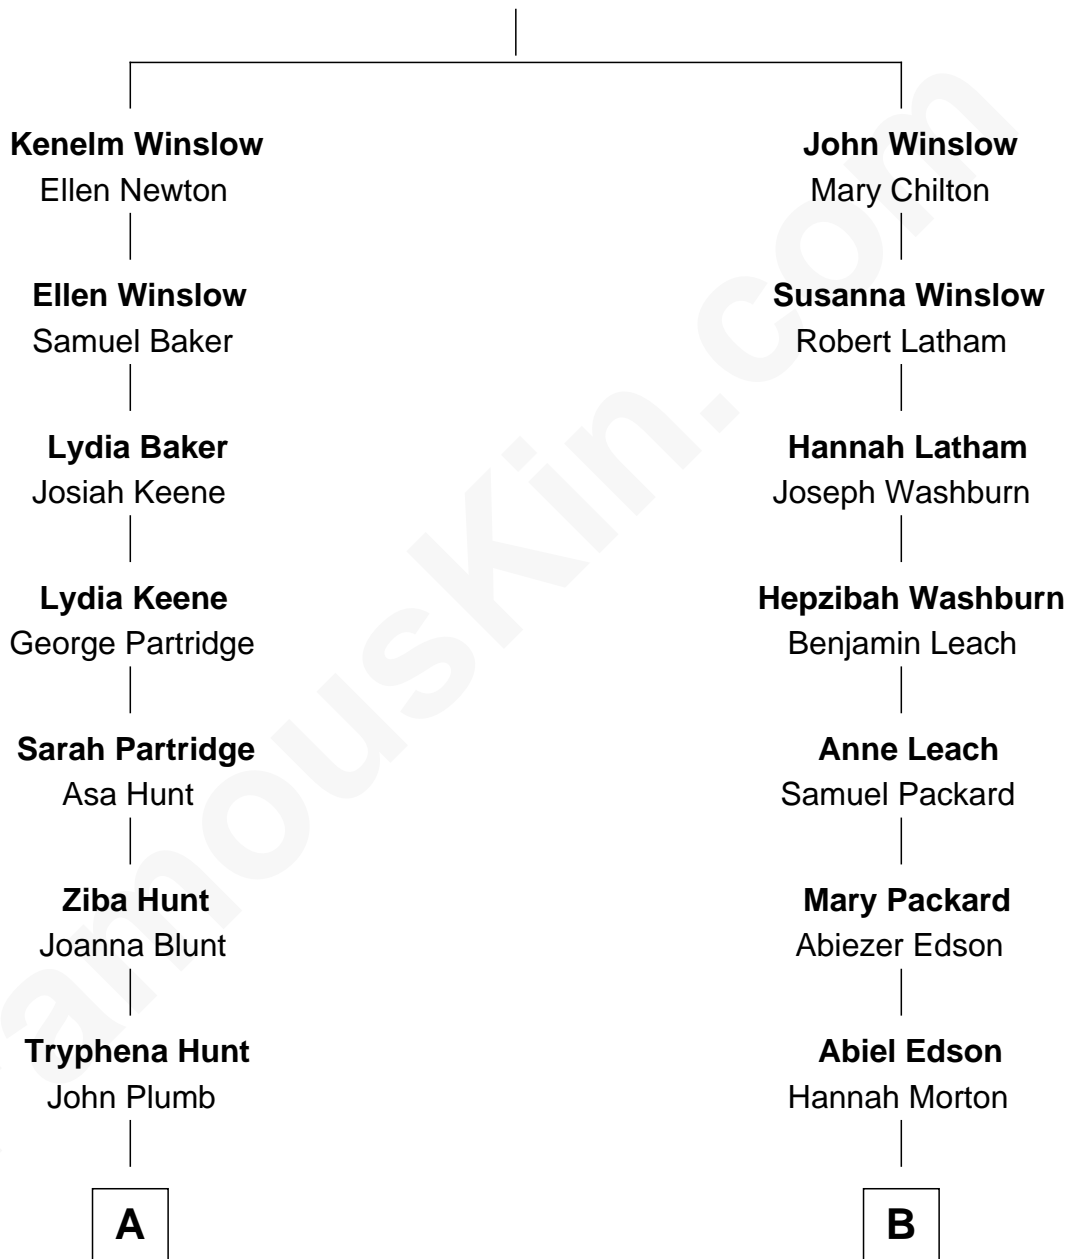 Kenelm Winslow
Ellen Newton
Ellen Winslow
Samuel Baker
Lydia Baker
Josiah Keene
Lydia Keene
George Partridge
Sarah Partridge
Asa Hunt
Ziba Hunt
Joanna Blunt
Tryphena Hunt
John Plumb
A
John Winslow
Mary Chilton
Susanna Winslow
Robert Latham
Hannah Latham
Joseph Washburn
Hepzibah Washburn
Benjamin Leach
Anne Leach
Samuel Packard
Mary Packard
Abiezer Edson
Abiel Edson
Hannah Morton
B
amouskin.com